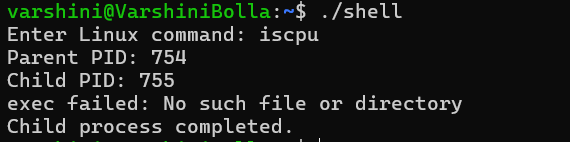 varshini@VarshiniBolla:~$ ./shell
Enter Linux command: iscpu
Parent PID: 754
Child PID: 755
exec failed: No such file or directory
Child process completed.